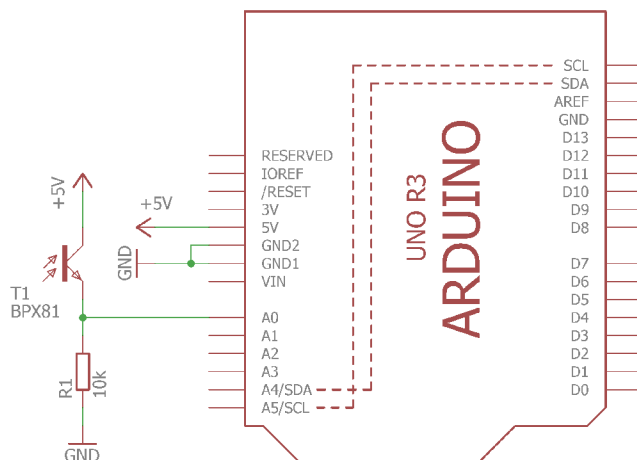 +5V
T1
BPX81
R1
10k
GND
+5V
GND
RESERVED
IOREF
/RESET
3V
5V
GND2
GND1
VIN
A0
A1
A2
A3
A4/SDA
A5/SCL
UNO R3
ARDUINO
SCL
SDA
AREF
GND
D13
D12
D11
D10
D9
D8
D7
D6
D5
D4
D3
D2
D1
D0